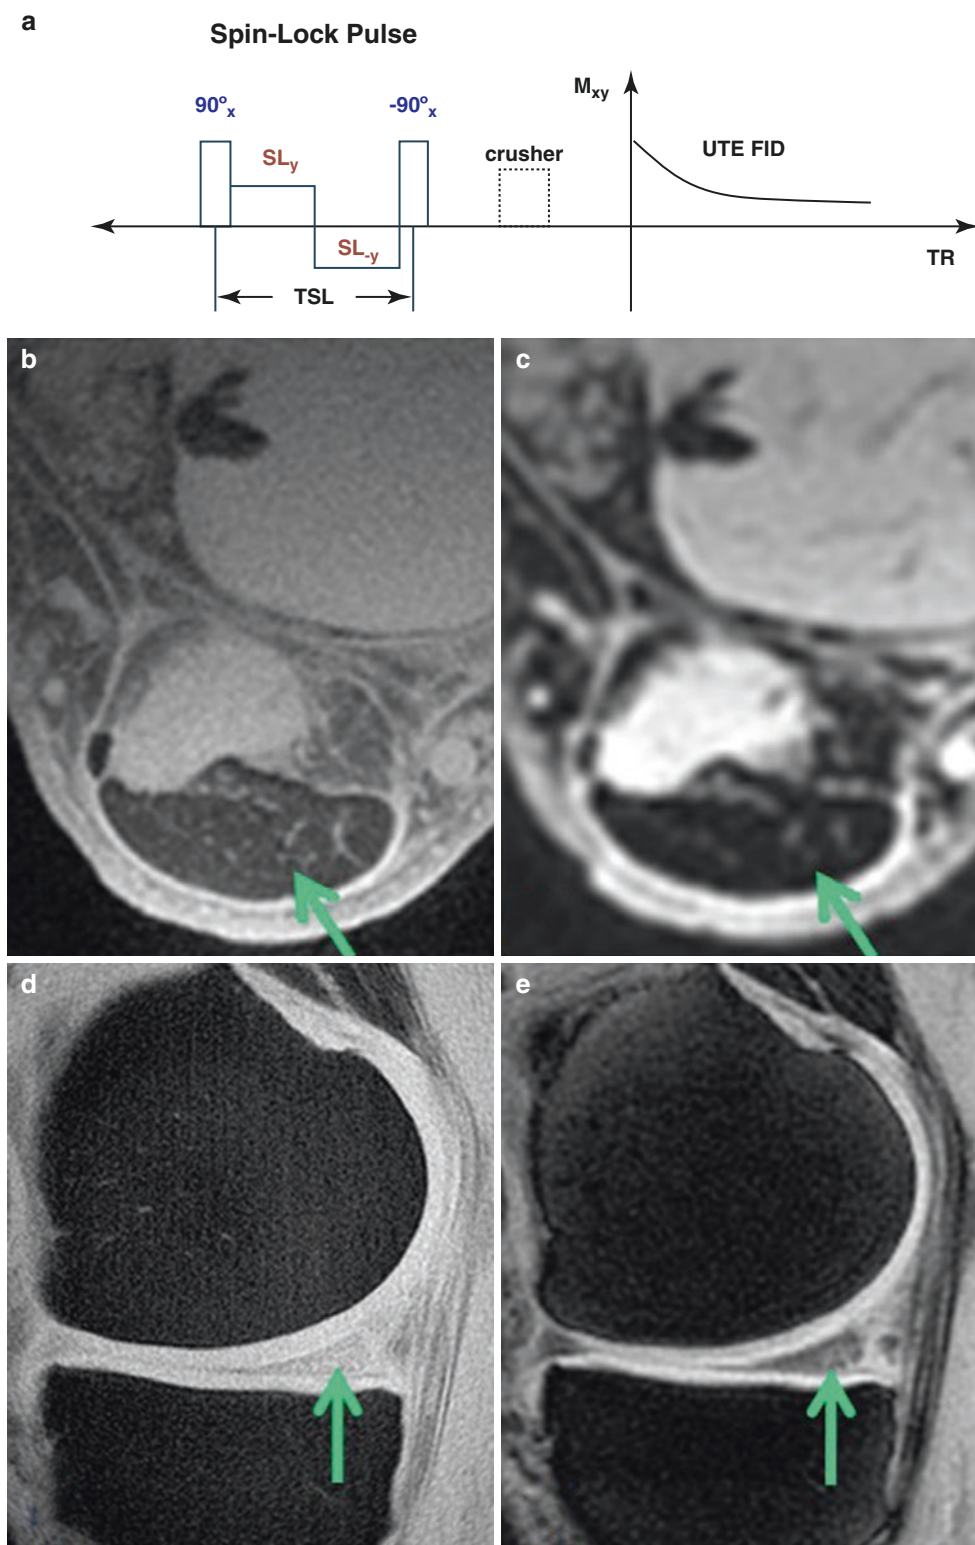 a
Spin-Lock Pulse
90°x
SLy
SL-y
-90°x
TSL
crusher
Mxy
UTE FID
TR
b
c
d
e